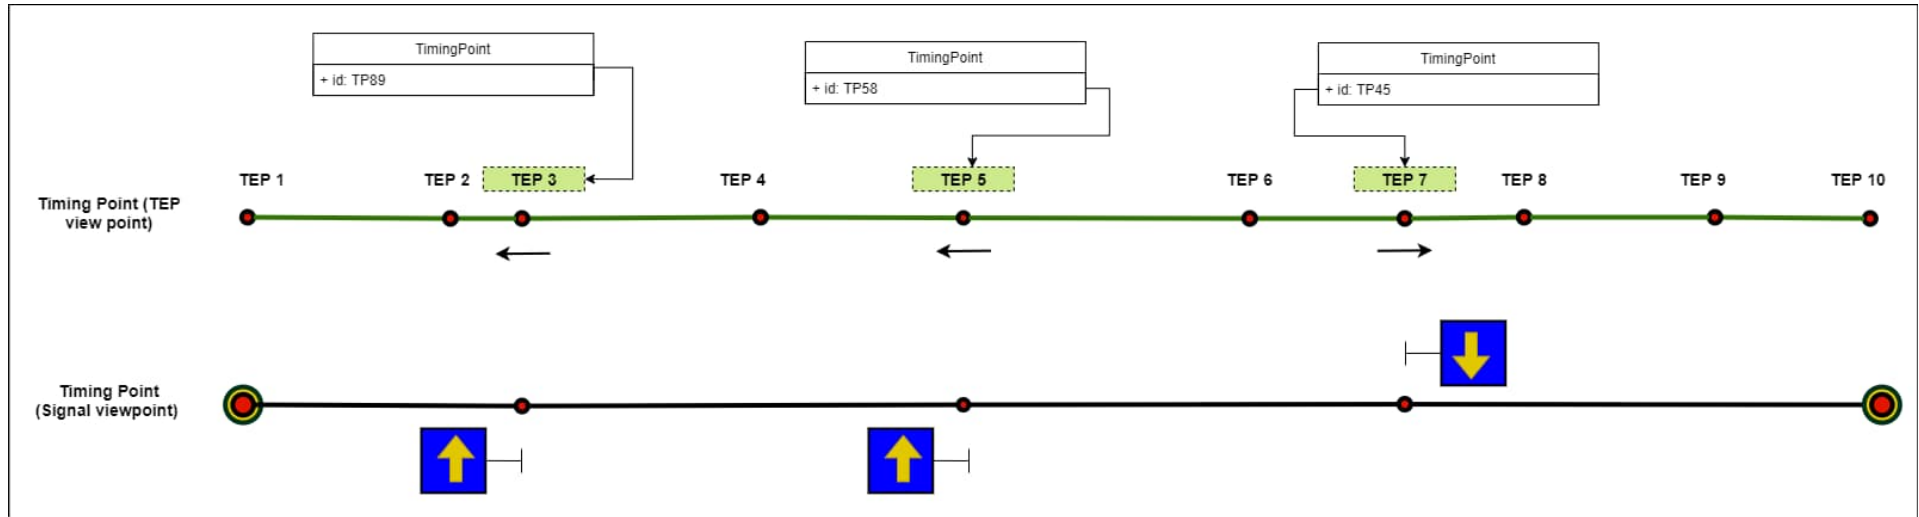 TimingPoint
+ id: TP89
TimingPoint
+ id: TP58
TimingPoint
+ id: TP45
TEP 1
TEP 2
TEP 3
TEP 4
TEP 5
TEP 6
TEP 7
TEP 8
TEP 9
TEP 10
Timing Point (TEP
view point)
Timing Point
(Signal viewpoint)